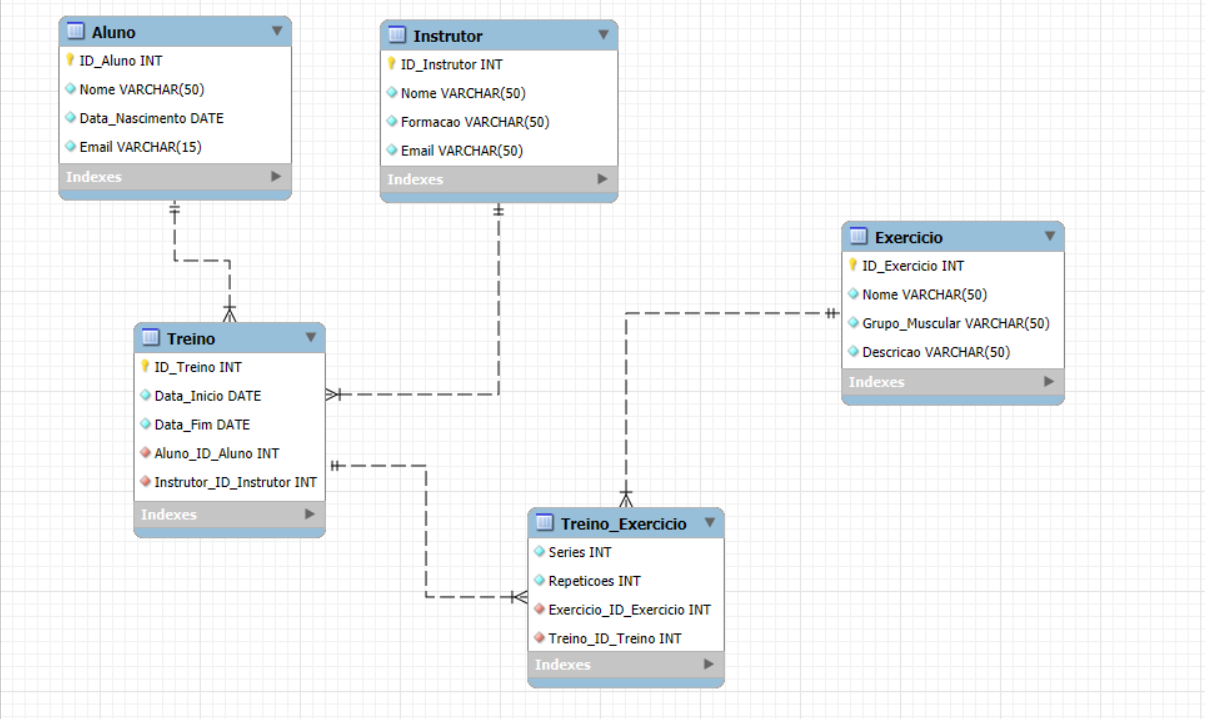 Aluno
ID_Aluno INT
Nome VARCHAR(50)
Data_Nascimento DATE
Email VARCHAR(15)
Indexes
Instrutor
ID_Instrutor INT
Nome VARCHAR(50)
Formacao VARCHAR(50)
Email VARCHAR(50)
Indexes
Exercicio
ID_Exercicio INT
Nome VARCHAR(50)
Grupo_Muscular VARCHAR(50)
Descricao VARCHAR(50)
Indexes
Treino
ID_Treino INT
Data_Inicio DATE
Data_Fim DATE
Aluno_ID_Aluno INT
Instrutor_ID_Instrutor INT
Indexes
Treino_Exercicio
Series INT
Repeticoes INT
Exercicio_ID_Exercicio INT
Treino_ID_Treino INT
Indexes